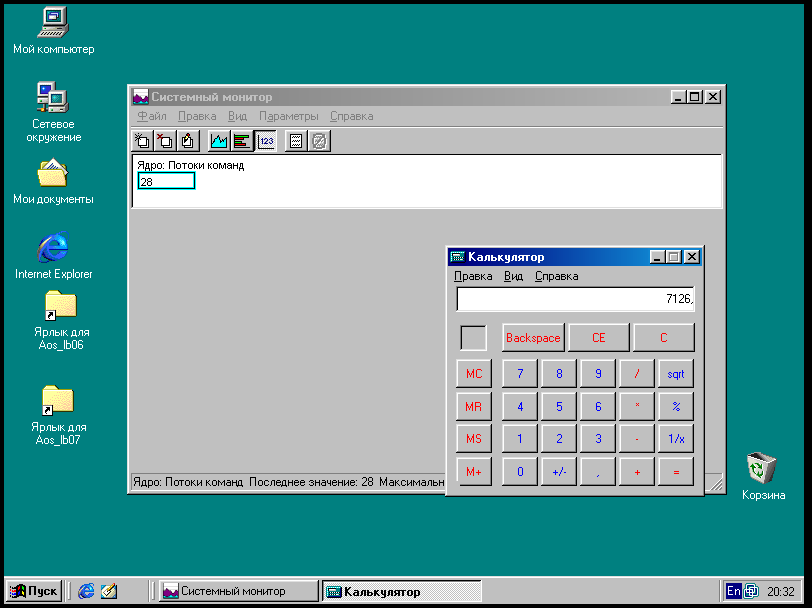 Мой компьютер
Сетевое
окружение
Мои документы
Internet Explorer
Ярлык для
Aos_lb06
Ярлык для
Aos_lb07
Корзина
Системный монитор
Файл Правка Вид Параметры Справка
123
Ядро: Потоки команд
28
Ядро: Потоки команд Последнее значение: 28 Максимальн
Калькулятор
Правка Вид Справка
7126,
Backspace CE C
MC 7 8 9 / sqrt
MR 4 5 6 * %
MS 1 2 3 - 1/x
M+ 0 +/- , + =
Пуск Системный монитор Калькулятор En 20:32